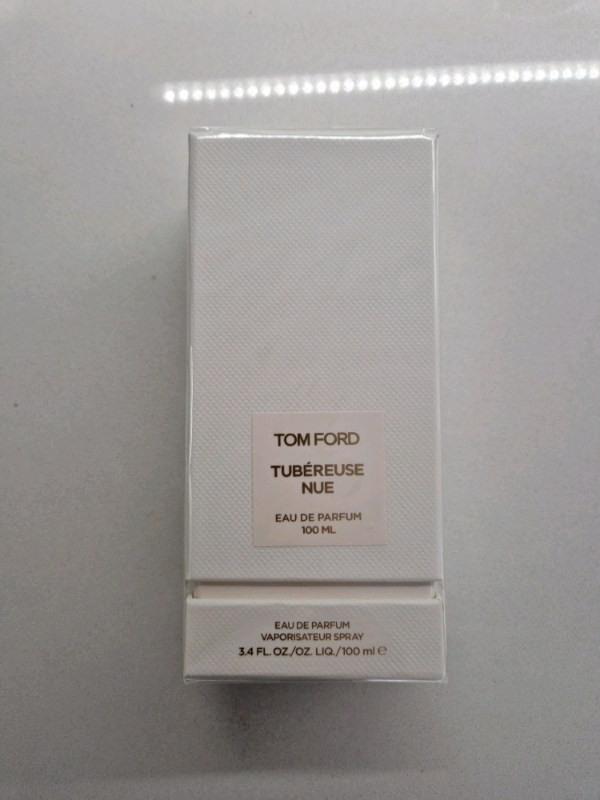 TOM FORD
TUBÉREUSE
NUE
EAU DE PARFUM
100 ML
EAU DE PARFUM
VAPORISATEUR SPRAY
3.4 FL. OZ./OZ. LIQ./100 ml ℮